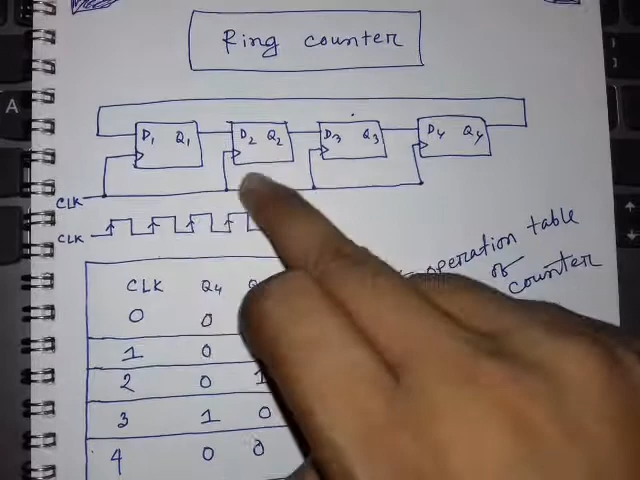 Ring counter
D1 Q1 D2 Q2 D3 Q3 D4 Q4
CLK
CLK
operation table
of
counter
CLK Q4
0 0
1 0
2 0 1
3 1 0
4 0 0
A